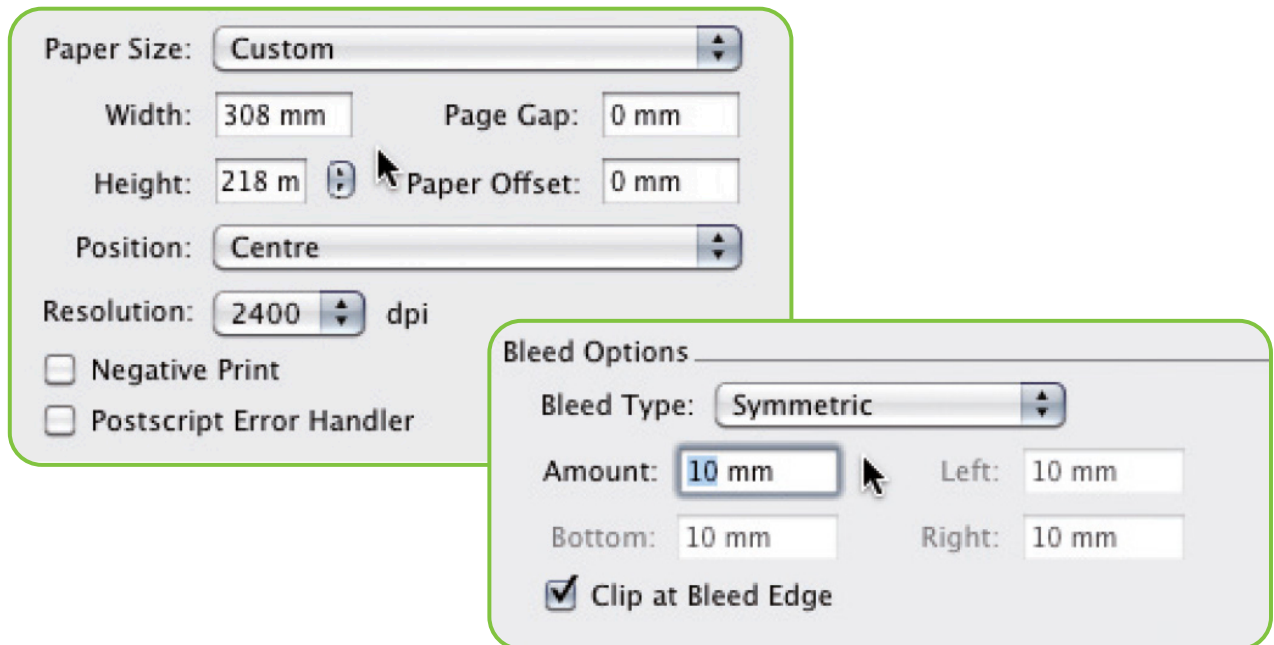 Paper Size: Custom
Width: 308 mm Page Gap: 0 mm
Height: 218 m Paper Offset: 0 mm
Position: Centre
Resolution: 2400 dpi
Negative Print
Postscript Error Handler
Bleed Options
Bleed Type: Symmetric
Amount: 10 mm Left: 10 mm
Bottom: 10 mm Right: 10 mm
Clip at Bleed Edge